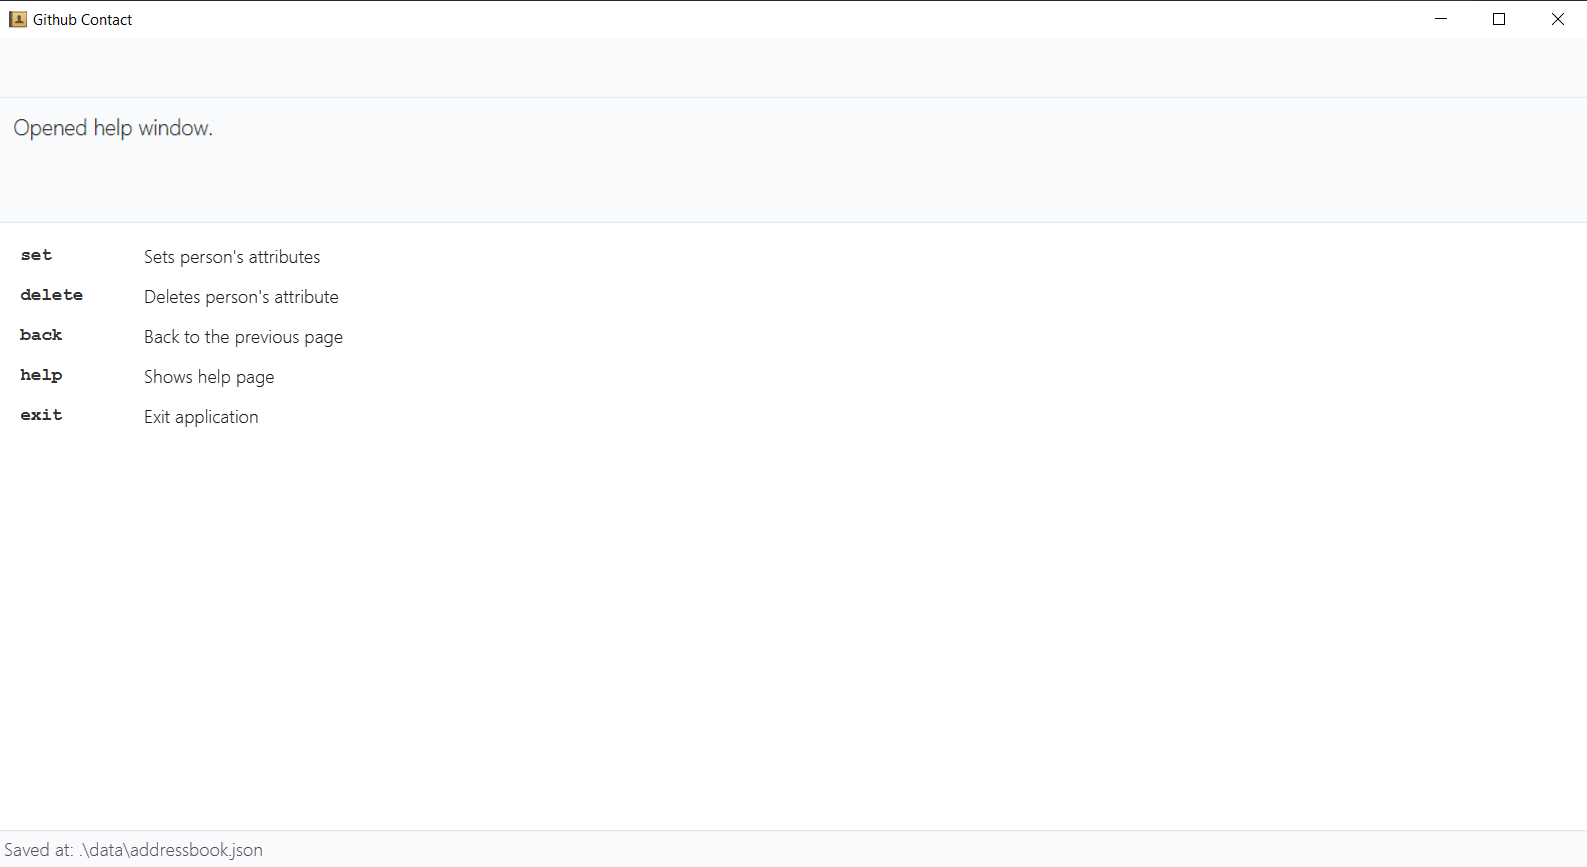 Github Contact
Opened help window.
set Sets person's attributes
delete Deletes person's attribute
back Back to the previous page
help Shows help page
exit Exit application
Saved at: .\data\addressbook.json